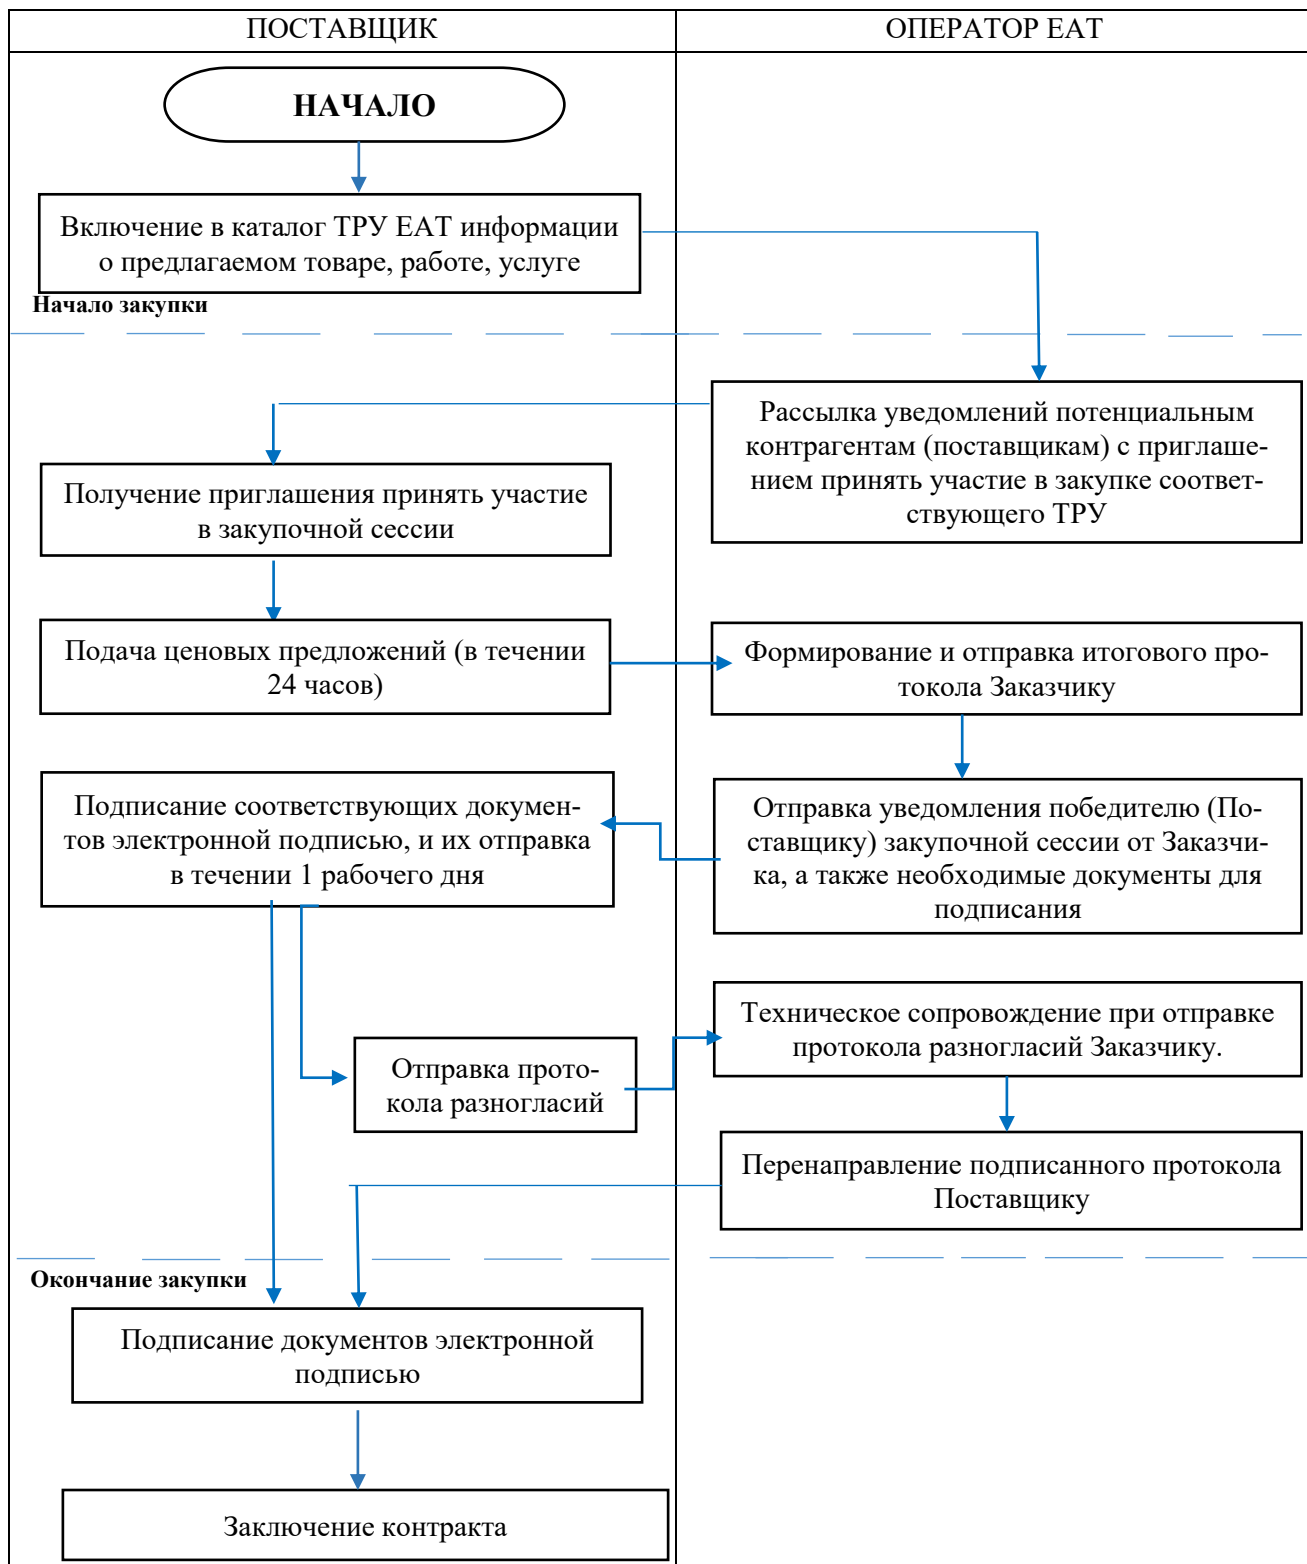 ПОСТАВЩИК
ОПЕРАТОР ЕАТ
НАЧАЛО
Включение в каталог ТРУ ЕАТ информации
о предлагаемом товаре, работе, услуге
Начало закупки
Рассылка уведомлений потенциальным
контрагентам (поставщикам) с приглаше-
нием принять участие в закупке соответ-
ствующего ТРУ
Получение приглашения принять участие
в закупочной сессии
Подача ценовых предложений (в течении
24 часов)
Формирование и отправка итогового про-
токола Заказчику
Подписание соответствующих докумен-
тов электронной подписью, и их отправка
в течении 1 рабочего дня
Отправка уведомления победителю (По-
ставщику) закупочной сессии от Заказчи-
ка, а также необходимые документы для
подписания
Техническое сопровождение при отправке
протокола разногласий Заказчику.
Отправка прото-
кола разногласий
Перенаправление подписанного протокола
Поставщику
Окончание закупки
Подписание документов электронной
подписью
Заключение контракта